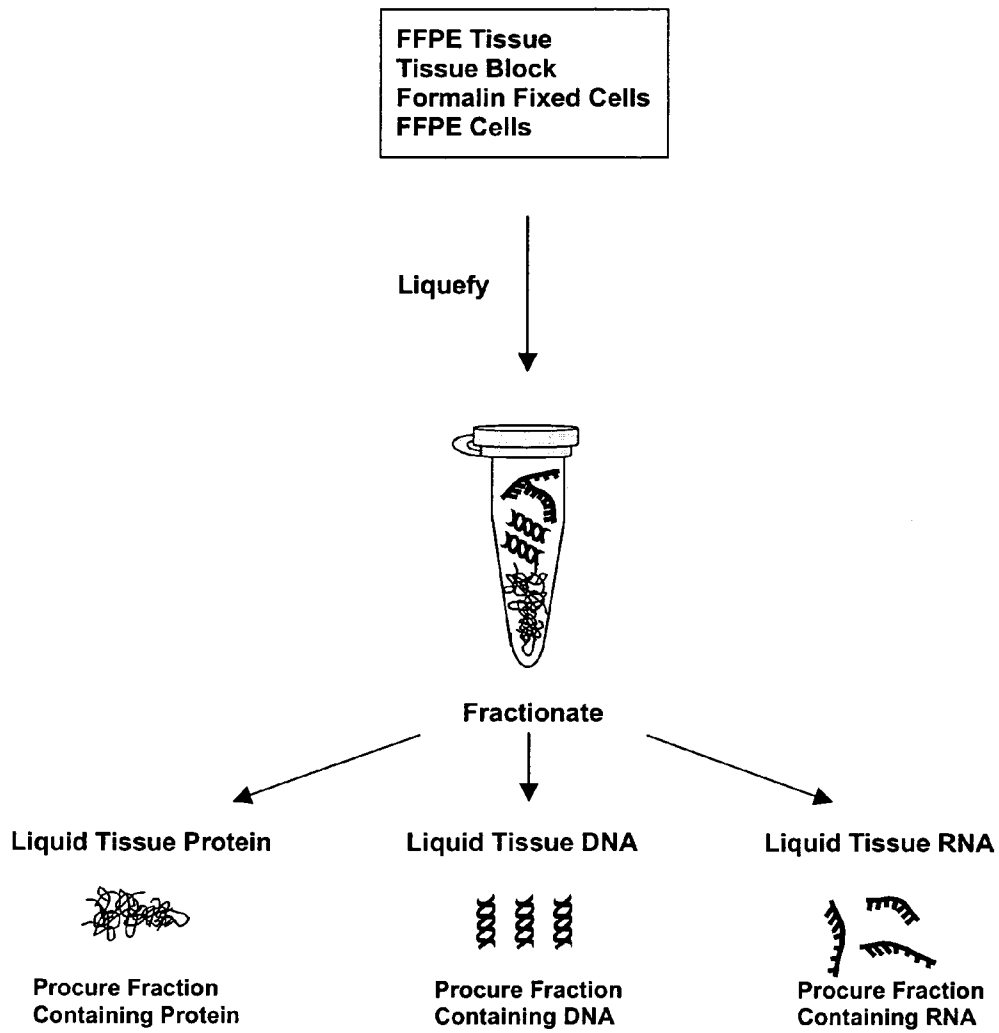 FFPE Tissue
Tissue Block
Formalin Fixed Cells
FFPE Cells
Liquefy
Fractionate
Liquid Tissue Protein
Liquid Tissue DNA
Liquid Tissue RNA
Procure Fraction
Containing Protein
Procure Fraction
Containing DNA
Procure Fraction
Containing RNA